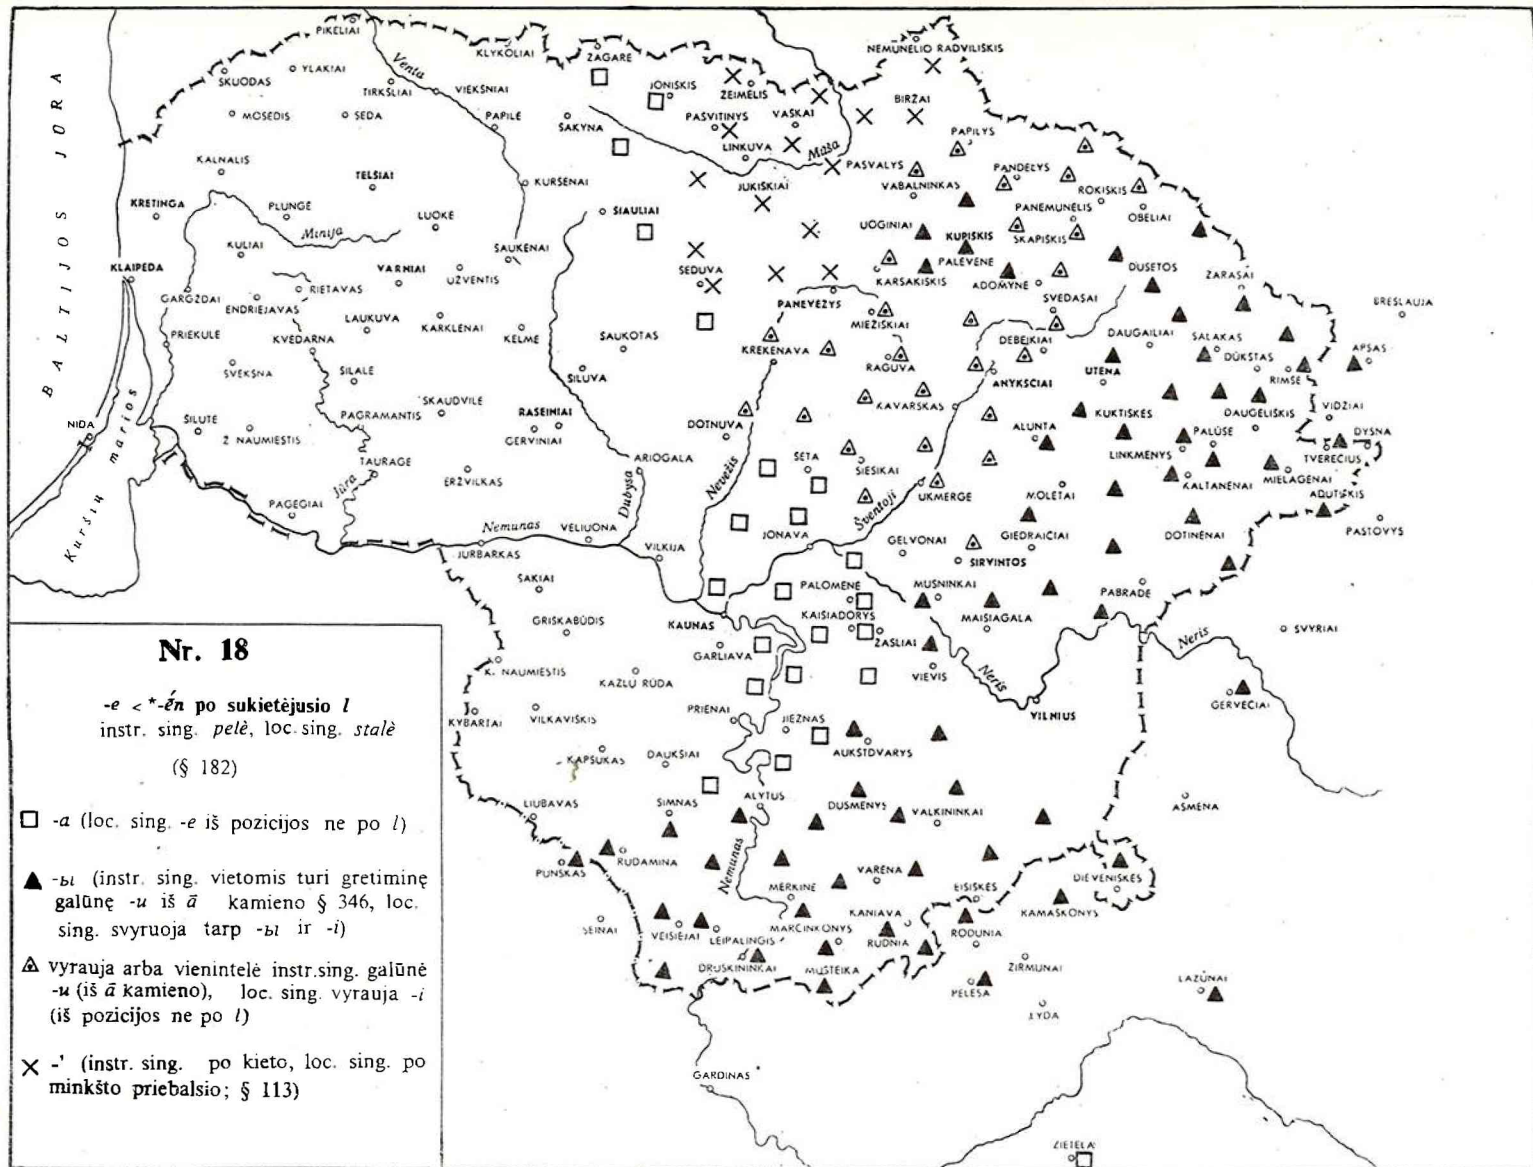 PIKELIAI
KLYKOLIAI
ŽAGARĖ
NEMUNĖLIO RADVILIŠKIS
SKUODAS
YLAKIAI
Venta
TIRKŠLIAI
VIEKŠNIAI
JONIŠKIS
ŽEIMELIS
BIRŽAI
MOSĖDIS
SEDA
PAPILĖ
ŠAKYNA
PAŠVITINYS
VAŠKAI
PAPILYS
LINKUVA
Mūša
PASVALYS
PANDĖLYS
KALNALIS
TELŠIAI
KURŠĖNAI
JUKIŠKIAI
VABALNINKAS
ROKIŠKIS
KRETINGA
PLUNGĖ
LUOKĖ
ŠIAULIAI
PANEMUNĖLIS
OBELIAI
Minija
UOGINIAI
KUPIŠKIS
SKAPIŠKIS
KULIAI
ŠAUKĖNAI
PALĖVENĖ
BALTIJOS JŪRA
KLAIPĖDA
VARNIAI
UŽVENTIS
ŠEDUVA
KARSAKIŠKIS
ADOMYNĖ
DUSETOS
ZARASAI
GARGŽDAI
ENDRIEJAVAS
RIETAVAS
PANEVĖŽYS
SVĖDASAI
BRĖSLAUJA
PRIEKULĖ
LAUKUVA
KARKLĖNAI
KELMĖ
ŠAUKOTAS
MIEŽIŠKIAI
DEBEIKIAI
DAUGAILIAI
SALAKAS
KVĖDARNA
KREKENAVA
RAGUVA
DŪKŠTAS
APSAS
ŠVĖKŠNA
ŠILALĖ
ŠILUVA
ANYKŠČIAI
UTENA
RIMŠĖ
SKAUDVILĖ
KAVARSKAS
DAUGĖLIŠKIS
NIDA
ŠILUTĖ
Ž. NAUMIESTIS
PAGRAMANTIS
RASEINIAI
GERVINIAI
DOTNUVA
ALUNTA
KUKTIŠKĖS
PALŪŠĖ
VIDŽIAI
DYSNA
Kuršių marios
TAURAGĖ
ERŽVILKAS
ARIOGALA
Nevėžis
ŠĖTA
SIESIKAI
LINKMENYS
TVEREČIUS
Jūra
Dubysa
UKMERGĖ
MOLĖTAI
KALTANĖNAI
MIELAGĖNAI
ADUTIŠKIS
PAGĖGIAI
Nemunas
VELIUONA
Šventoji
JURBARKAS
VILKIJA
JONAVA
GELVONAI
GIEDRAIČIAI
DOTINĖNAI
PASTOVYS
ŠIRVINTOS
ŠAKIAI
PALOMENĖ
MUSNINKAI
PABRADĖ
GRIŠKABŪDIS
KAUNAS
KAIŠIADORYS
MAIŠIAGALA
GARLIAVA
ŽASLIAI
Neris
SVYRIAI
K. NAUMIESTIS
KAZLŲ RŪDA
VIEVIS
Neris
GERVĖČIAI
KYBARTAI
VILKAVIŠKIS
PRIENAI
JIEZNAS
VILNIUS
KAPSUKAS
DAUKŠIAI
AUKŠTDVARYS
LIUBAVAS
SIMNAS
ALYTUS
DUSMENYS
VALKININKAI
AŠMENA
PUNSKAS
RUDAMINA
Nemunas
MERKINĖ
VARĖNA
EIŠIŠKĖS
DIEVENIŠKĖS
SEINAI
VEISIEJAI
LEIPALINGIS
MARCINKONYS
KANIAVA
RUDNIA
RODUNIA
KAMAŠKONYS
DRUSKININKAI
MUSTEIKA
ŽIRMŪNAI
PELESA
LYDA
LAZŪNAI
GARDINAS
ZIETELA
Nr. 18
-e < *-ḗn po sukietėjusio l
instr. sing. pelè, loc. sing. stalè
(§ 182)
□ -a (loc. sing. -e iš pozicijos ne po l)
▲ -ы (instr. sing. vietomis turi gretiminę
galūnę -u iš ā kamieno § 346, loc.
sing. svyruoja tarp -ы ir -i)
vyrauja arba vienintelė instr. sing. galūnė
-u (iš ā kamieno), loc. sing. vyrauja -i
(iš pozicijos ne po l)
× -' (instr. sing. po kieto, loc. sing. po
minkšto priebalsio; § 113)